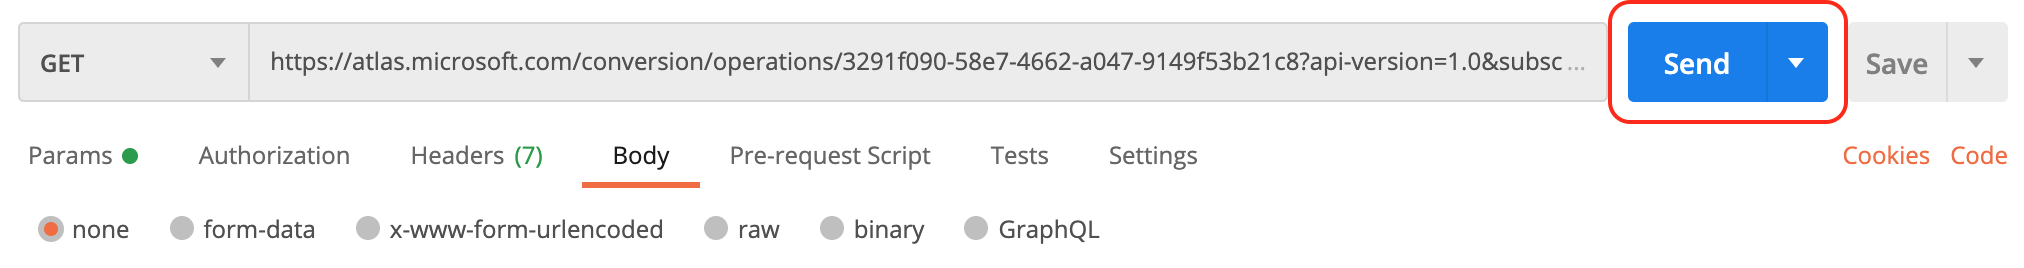 GET https://atlas.microsoft.com/conversion/operations/3291f090-58e7-4662-a047-9149f53b21c8?api-version=1.0&subsc ... Send Save
Params Authorization Headers (7) Body Pre-request Script Tests Settings Cookies Code
none form-data x-www-form-urlencoded raw binary GraphQL